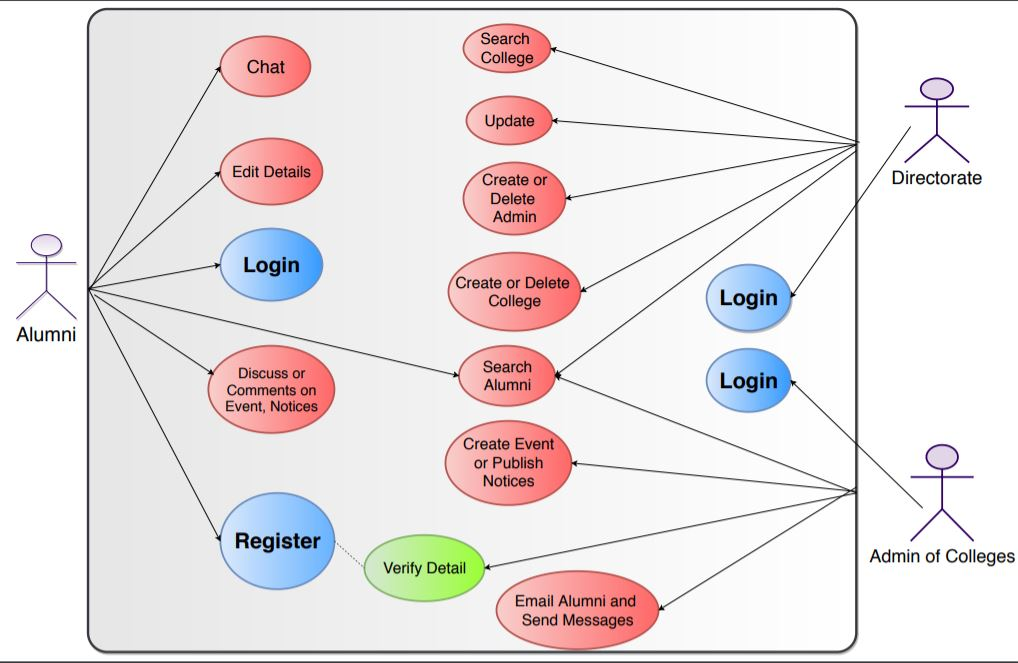 Chat
Edit Details
Login
Discuss or
Comments on
Event, Notices
Register
Alumni
Search
College
Update
Create or
Delete
Admin
Create or Delete
College
Search
Alumni
Create Event
or Publish
Notices
Verify Detail
Email Alumni and
Send Messages
Login
Login
Directorate
Admin of Colleges